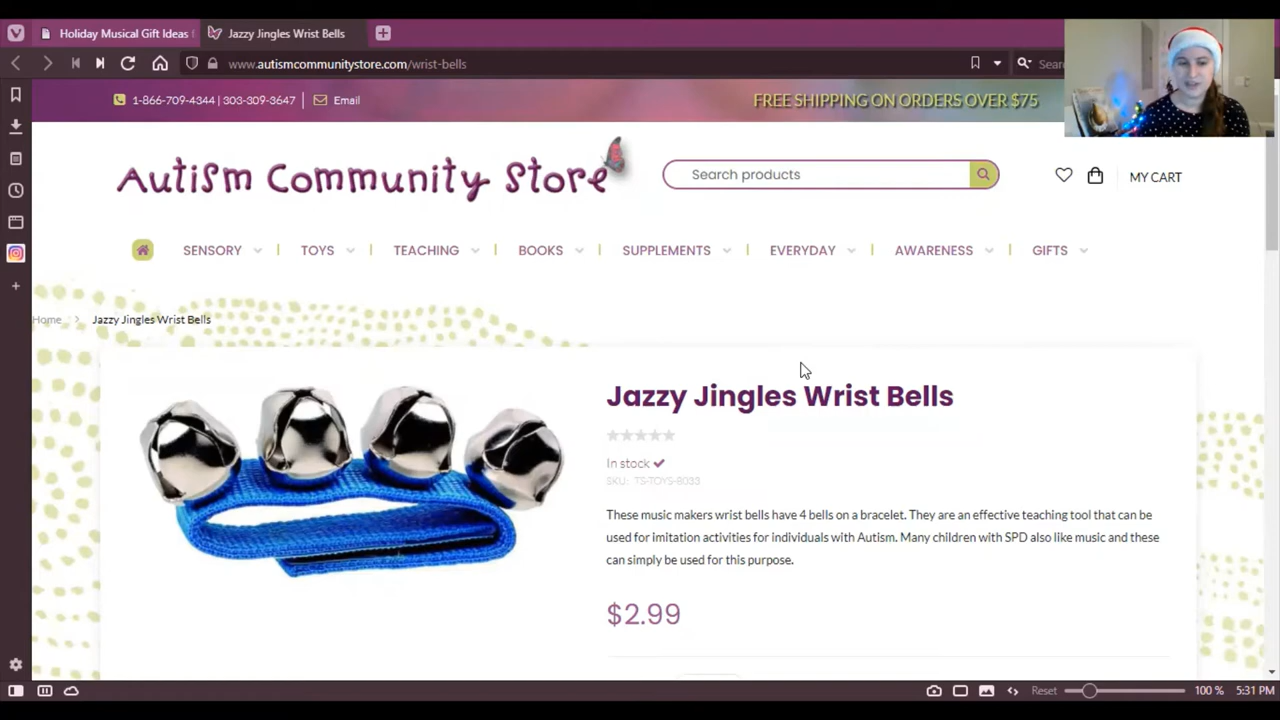 Holiday Musical Gift Ideas
Jazzy Jingles Wrist Bells
www.autismcommunitystore.com/wrist-bells
1-866-709-4344 | 303-309-3647
Email
FREE SHIPPING ON ORDERS OVER $75
Autism Community Store
Search products
MY CART
SENSORY
TOYS
TEACHING
BOOKS
SUPPLEMENTS
EVERYDAY
AWARENESS
GIFTS
Home > Jazzy Jingles Wrist Bells
Jazzy Jingles Wrist Bells
In stock
SKU: TS-TOYS-8033
These music makers wrist bells have 4 bells on a bracelet. They are an effective teaching tool that can be
used for imitation activities for individuals with Autism. Many children with SPD also like music and these
can simply be used for this purpose.
$2.99
Reset
100 %
5:31 PM